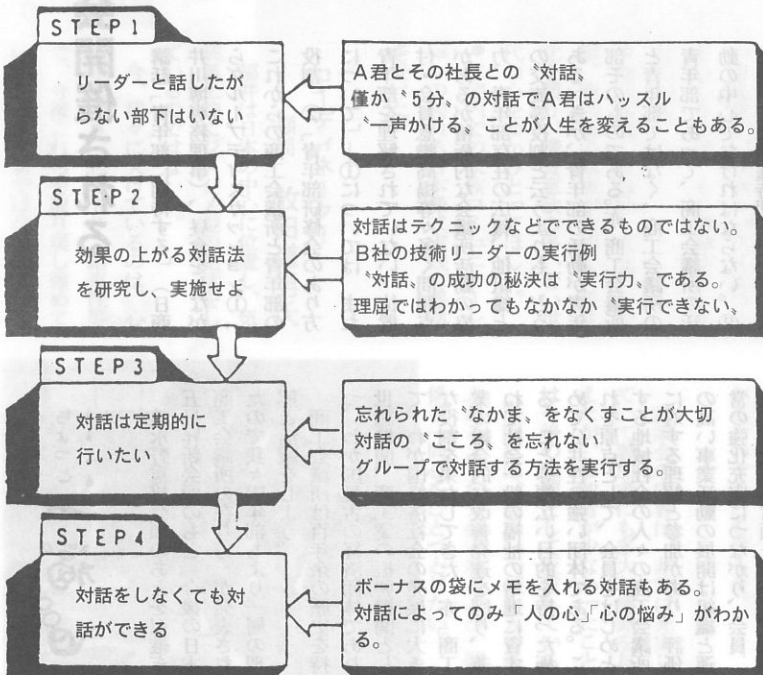 STEP1
リーダーと話したが
らない部下はいない
A君とその社長との〝対話〟
僅か〝5分〟の対話でA君はハッスル
〝一声かける〟ことが人生を変えることもある。
STEP2
効果の上がる対話法
を研究し、実施せよ
対話はテクニックなどでできるものではない。
B社の技術リーダーの実行例
〝対話〟の成功の秘訣は〝実行力〟である。
理屈ではわかってもなかなか〝実行できない〟
STEP3
対話は定期的に
行いたい
忘れられた〝なかま〟をなくすことが大切
対話の〝こころ〟を忘れない
グループで対話する方法を実行する。
STEP4
対話をしなくても対
話ができる
ボーナスの袋にメモを入れる対話もある。
対話によってのみ「人の心」「心の悩み」がわか
る。